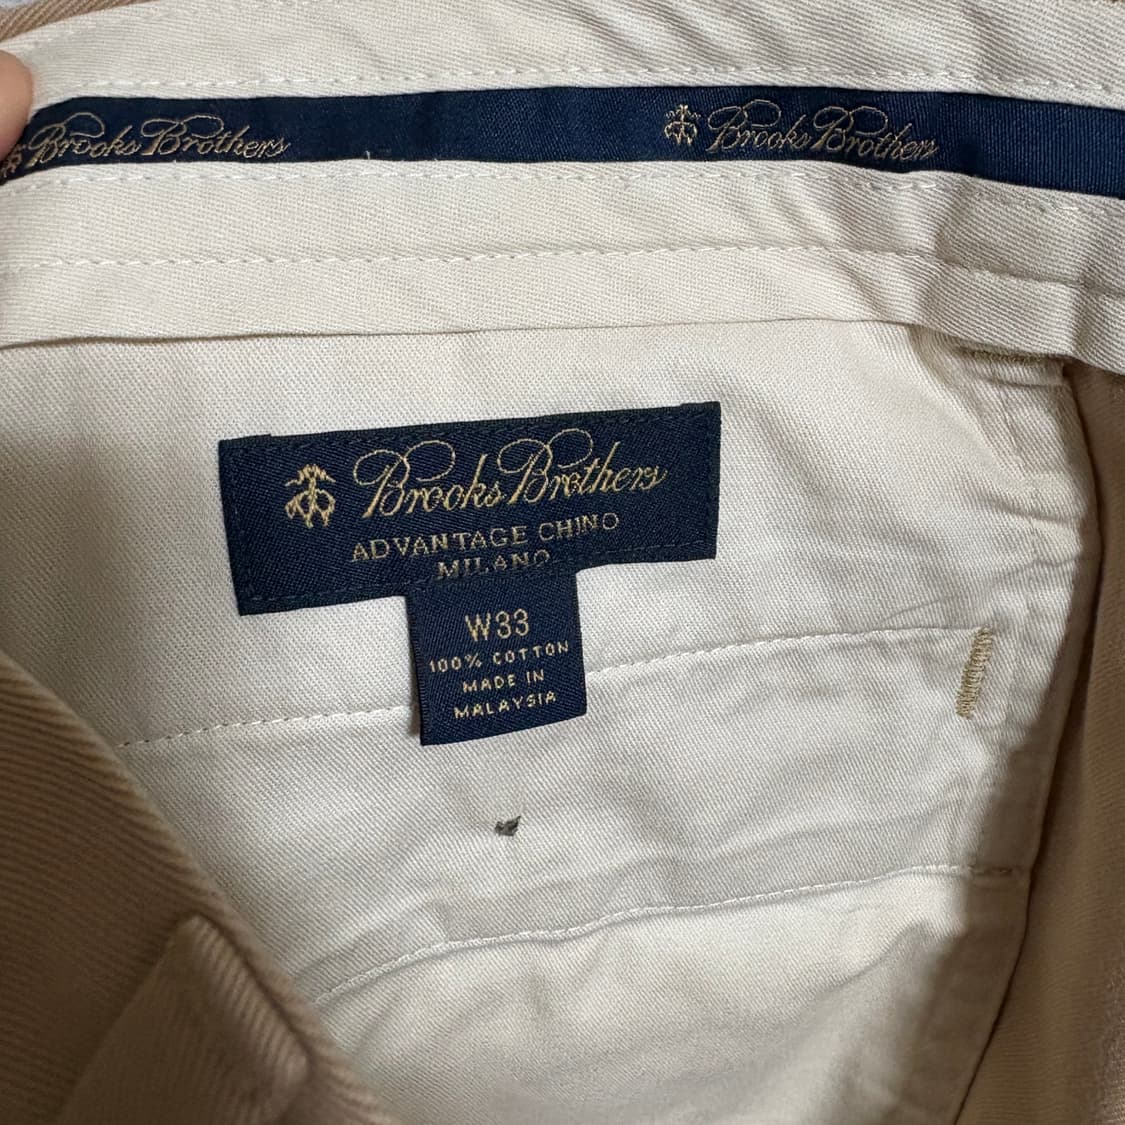 Brooks Brothers Brooks Brothers
Brooks Brothers
ADVANTAGE CHINO
MILANO
W33
100% COTTON
MADE IN
MALAYSIA